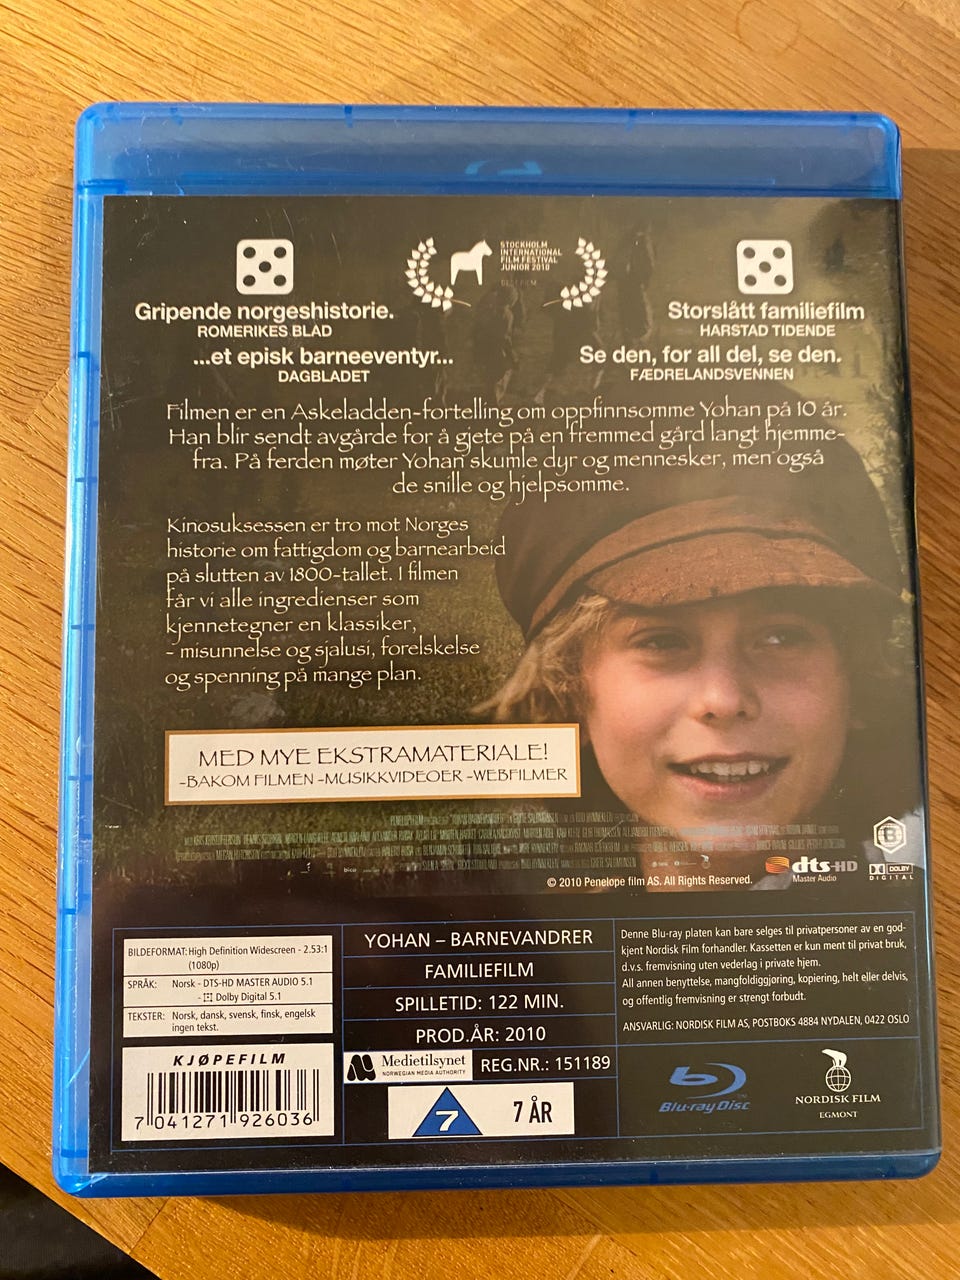 STOCKHOLM
INTERNATIONAL
FILM FESTIVAL
JUNIOR 2010
Gripende norgeshistorie.
ROMERIKES BLAD
Storslått familiefilm
HARSTAD TIDENDE
...et episk barneeventyr...
DAGBLADET
Se den, for all del, se den.
FÆDRELANDSVENNEN
Filmen er en Askeladden-fortelling om oppfinnsomme Yohan på 10 år.
Han blir sendt avgårde for å gjete på en fremmed gård langt hjemme-
fra. På ferden møter Yohan skumle dyr og mennesker, men også
de snille og hjelpsomme.
Kinosuksessen er tro mot Norges
historie om fattigdom og barnearbeid
på slutten av 1800-tallet. I filmen
får vi alle ingredienser som
kjennetegner en klassiker,
- misunnelse og sjalusi, forelskelse
og spenning på mange plan.
MED MYE EKSTRAMATERIALE!
-BAKOM FILMEN -MUSIKKVIDEOER -WEBFILMER
© 2010 Penelope film AS. All Rights Reserved.
dts-HD
Master Audio
DOLBY
DIGITAL
B
BILDEFORMAT: High Definition Widescreen - 2.53:1
(1080p)
SPRÅK: Norsk - DTS-HD MASTER AUDIO 5.1
- Dolby Digital 5.1
TEKSTER: Norsk, dansk, svensk, finsk, engelsk
ingen tekst.
KJØPEFILM
7 041271 926036
YOHAN – BARNEVANDRER
FAMILIEFILM
SPILLETID: 122 MIN.
PROD.ÅR: 2010
Medietilsynet
NORWEGIAN MEDIA AUTHORITY
REG.NR.: 151189
7
7 ÅR
Denne Blu-ray platen kan bare selges til privatpersoner av en god-
kjent Nordisk Film forhandler. Kassetten er kun ment til privat bruk,
d.v.s. fremvisning uten vederlag i private hjem.
All annen benyttelse, mangfoldiggjøring, kopiering, helt eller delvis,
og offentlig fremvisning er strengt forbudt.
ANSVARLIG: NORDISK FILM AS, POSTBOKS 4884 NYDALEN, 0422 OSLO
Blu-ray Disc
NORDISK FILM
EGMONT